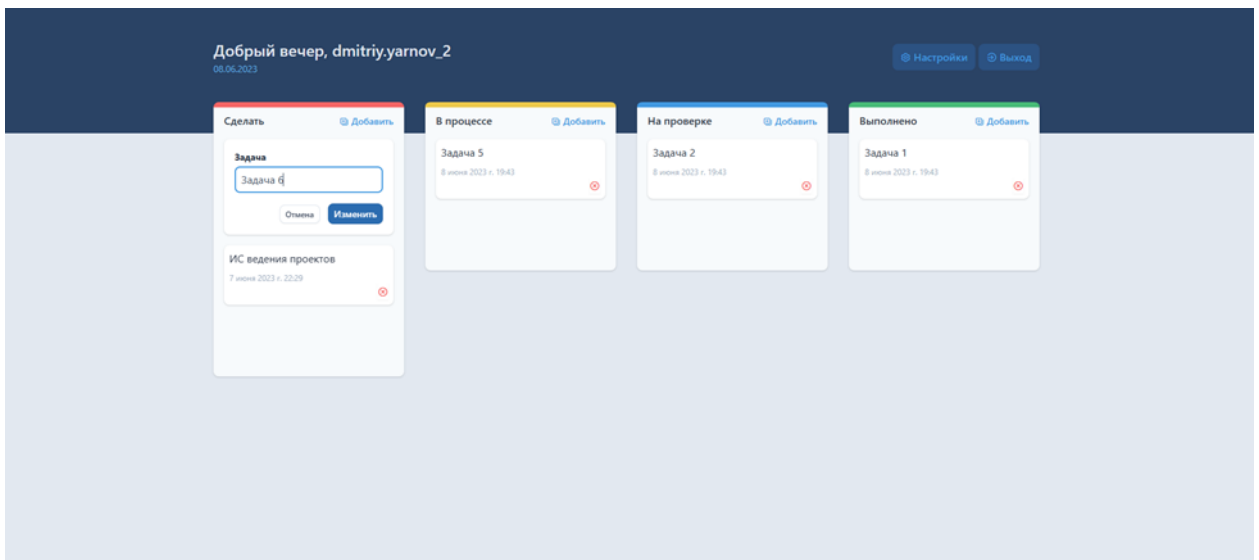 Добрый вечер, dmitriy.yarnov_2
08.06.2023
Настройки
Выход
Сделать
Добавить
Задача
Задача 6
Отмена
Изменить
ИС ведения проектов
7 июня 2023 г. 22:29
В процессе
Добавить
Задача 5
8 июня 2023 г. 19:43
На проверке
Добавить
Задача 2
8 июня 2023 г. 19:43
Выполнено
Добавить
Задача 1
8 июня 2023 г. 19:43